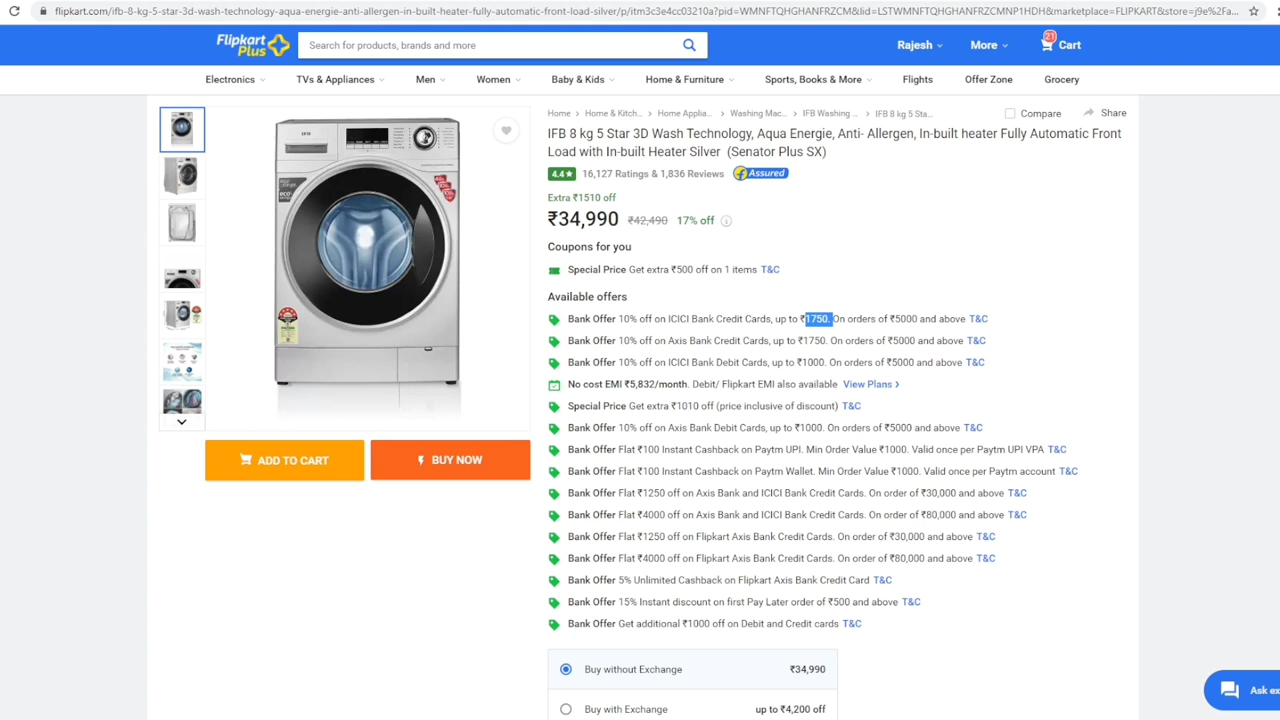 flipkart.com/ifb-8-kg-5-star-3d-wash-technology-aqua-energie-anti-allergen-in-built-heater-fully-automatic-front-load-silver/p/itm3c3e4cc03210a?pid=WMNFTQHGHANFRZCM&lid=LSTWMNFTQHGHANFRZCMNP1HDH&marketplace=FLIPKART&store=j9e%2Fa...
Flipkart
Plus
Search for products, brands and more
Rajesh
More
21
Cart
Electronics
TVs & Appliances
Men
Women
Baby & Kids
Home & Furniture
Sports, Books & More
Flights
Offer Zone
Grocery
Home > Home & Kitch... > Home Applia... > Washing Mac... > IFB Washing ... > IFB 8 kg 5 Sta...
Compare
Share
IFB 8 kg 5 Star 3D Wash Technology, Aqua Energie, Anti- Allergen, In-built heater Fully Automatic Front
Load with In-built Heater Silver (Senator Plus SX)
4.4★ 16,127 Ratings & 1,836 Reviews Assured
Extra ₹1510 off
₹34,990 ₹42,490 17% off
Coupons for you
Special Price Get extra ₹500 off on 1 items T&C
Available offers
Bank Offer 10% off on ICICI Bank Credit Cards, up to ₹1750. On orders of ₹5000 and above T&C
Bank Offer 10% off on Axis Bank Credit Cards, up to ₹1750. On orders of ₹5000 and above T&C
Bank Offer 10% off on ICICI Bank Debit Cards, up to ₹1000. On orders of ₹5000 and above T&C
No cost EMI ₹5,832/month. Debit/ Flipkart EMI also available View Plans >
Special Price Get extra ₹1010 off (price inclusive of discount) T&C
Bank Offer 10% off on Axis Bank Debit Cards, up to ₹1000. On orders of ₹5000 and above T&C
Bank Offer Flat ₹100 Instant Cashback on Paytm UPI. Min Order Value ₹1000. Valid once per Paytm UPI VPA T&C
Bank Offer Flat ₹100 Instant Cashback on Paytm Wallet. Min Order Value ₹1000. Valid once per Paytm account T&C
Bank Offer Flat ₹1250 off on Axis Bank and ICICI Bank Credit Cards. On order of ₹30,000 and above T&C
Bank Offer Flat ₹4000 off on Axis Bank and ICICI Bank Credit Cards. On order of ₹80,000 and above T&C
Bank Offer Flat ₹1250 off on Flipkart Axis Bank Credit Cards. On order of ₹30,000 and above T&C
Bank Offer Flat ₹4000 off on Flipkart Axis Bank Credit Cards. On order of ₹80,000 and above T&C
Bank Offer 5% Unlimited Cashback on Flipkart Axis Bank Credit Card T&C
Bank Offer 15% Instant discount on first Pay Later order of ₹500 and above T&C
Bank Offer Get additional ₹1000 off on Debit and Credit cards T&C
ADD TO CART
BUY NOW
Buy without Exchange ₹34,990
Buy with Exchange up to ₹4,200 off
Ask ex
IFB